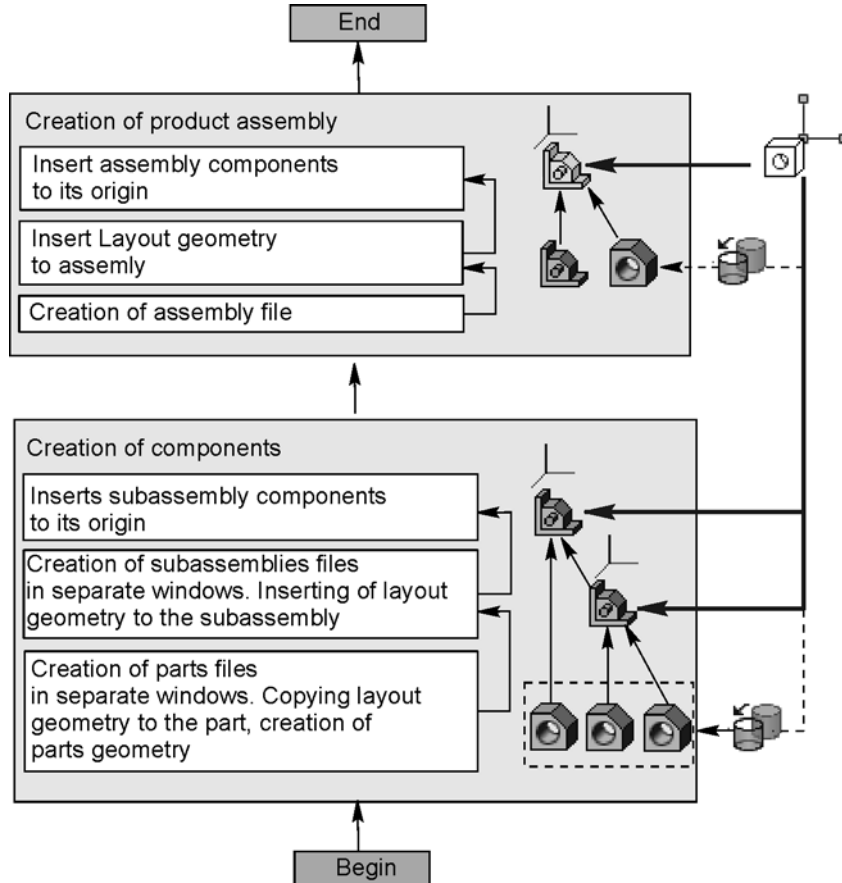 End
Creation of product assembly
Insert assembly components
to its origin
Insert Layout geometry
to assemly
Creation of assembly file
Creation of components
Inserts subassembly components
to its origin
Creation of subassemblies files
in separate windows. Inserting of layout
geometry to the subassembly
Creation of parts files
in separate windows. Copying layout
geometry to the part, creation of
parts geometry
Begin